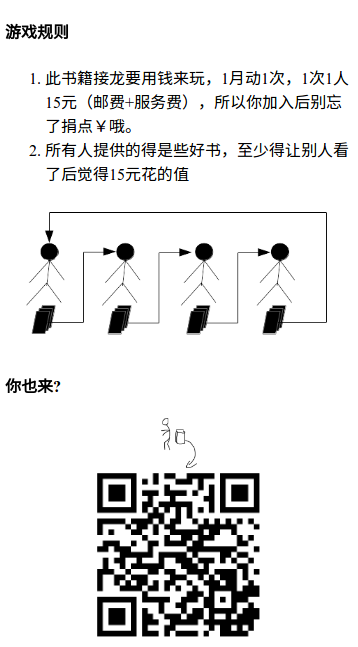 游戏规则
1. 此书籍接龙要用钱来玩，1月动1次，1次1人
15元（邮费+服务费），所以你加入后别忘
了捐点￥哦。
2. 所有人提供的得是些好书，至少得让别人看
了后觉得15元花的值
你也来?